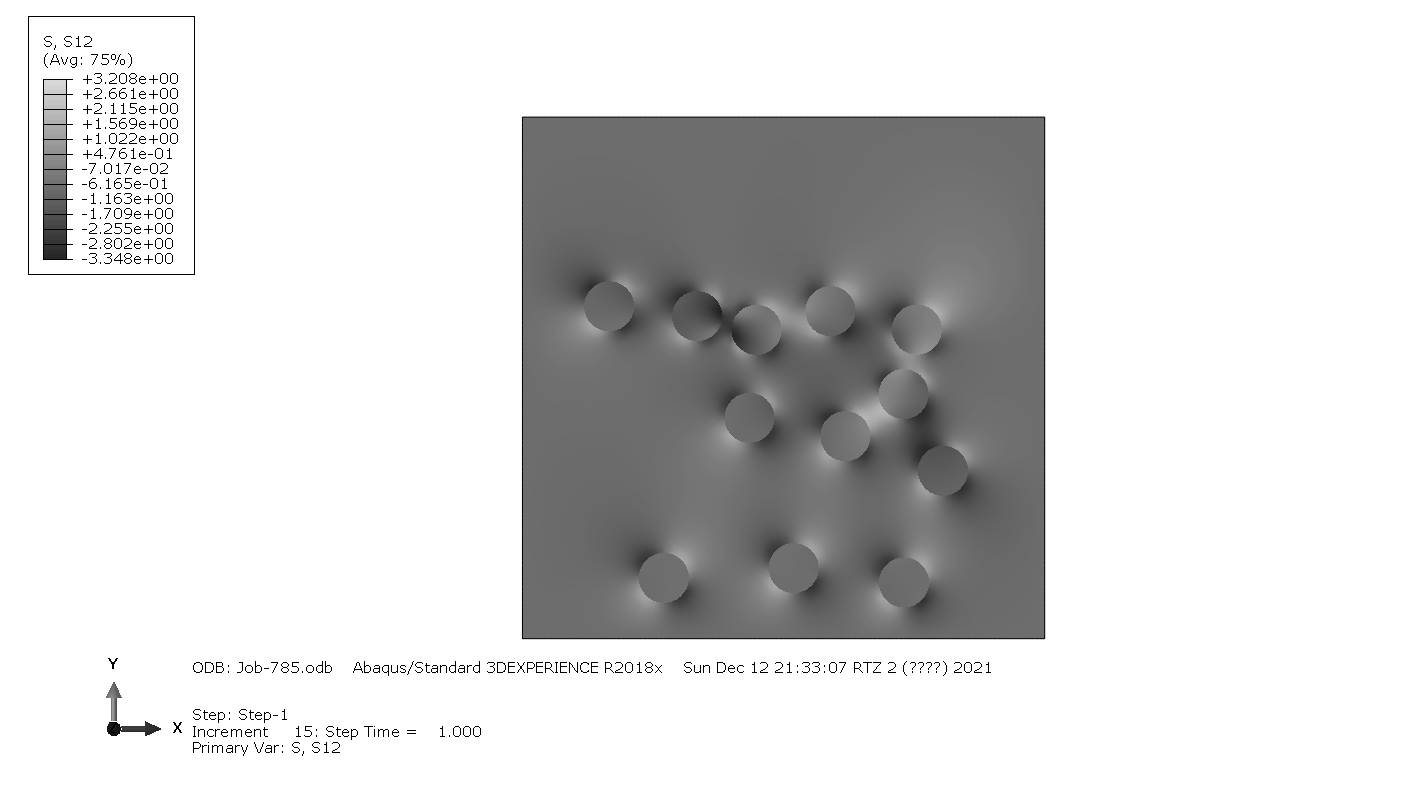 S, S12
(Avg: 75%)
+3.208e+00
+2.661e+00
+2.115e+00
+1.569e+00
+1.022e+00
+4.761e-01
-7.017e-02
-6.165e-01
-1.163e+00
-1.709e+00
-2.255e+00
-2.802e+00
-3.348e+00
Y
X
ODB: Job-785.odb    Abaqus/Standard 3DEXPERIENCE R2018x    Sun Dec 12 21:33:07 RTZ 2 (????) 2021
Step: Step-1
Increment     15: Step Time =    1.000
Primary Var: S, S12